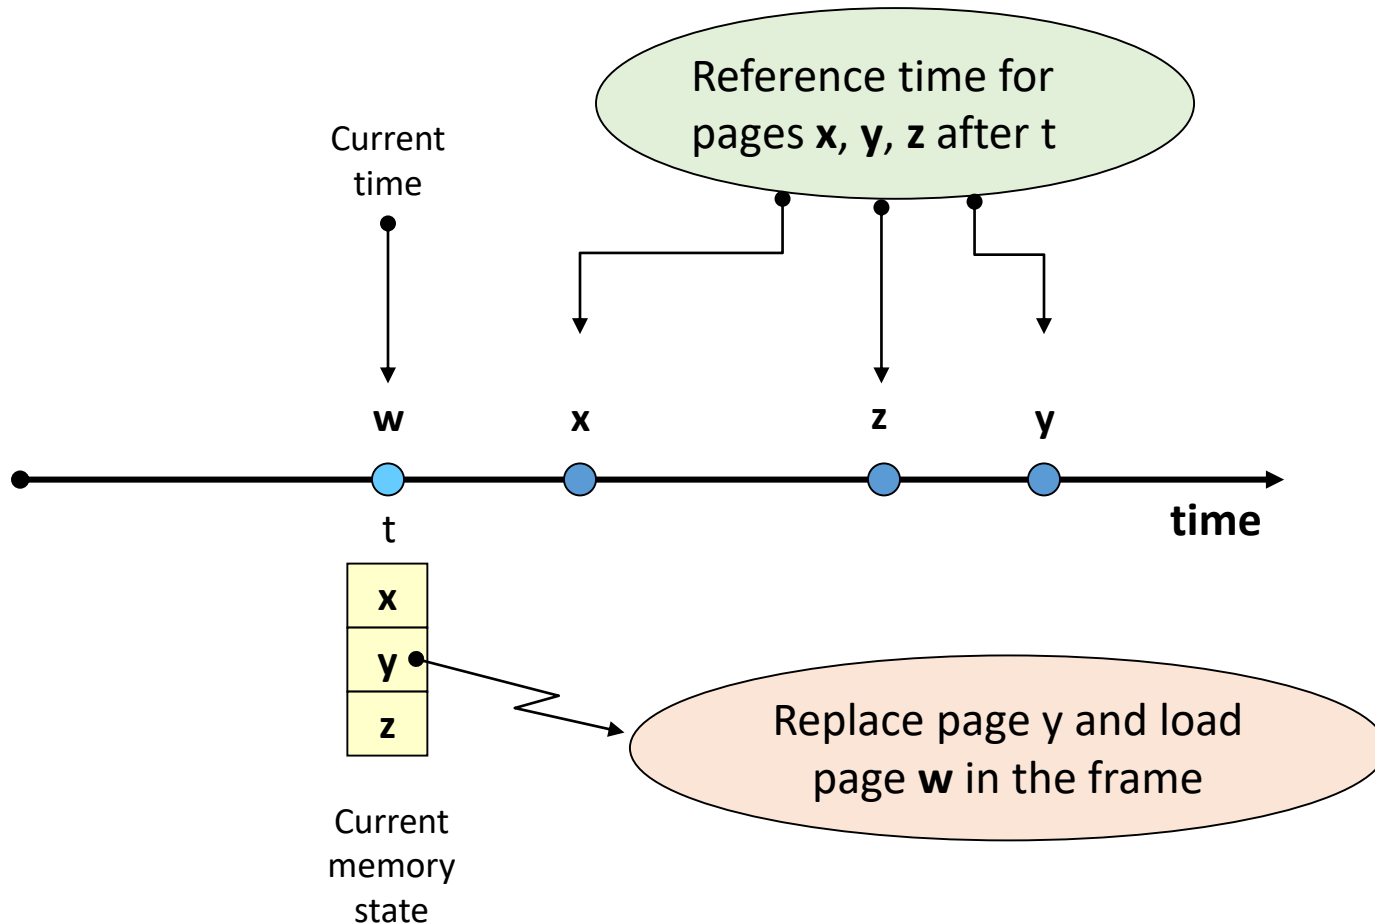 Reference time for
pages x, y, z after t
Current
time
w
x
z
y
t
time
x
y
z
Replace page y and load
page w in the frame
Current
memory
state